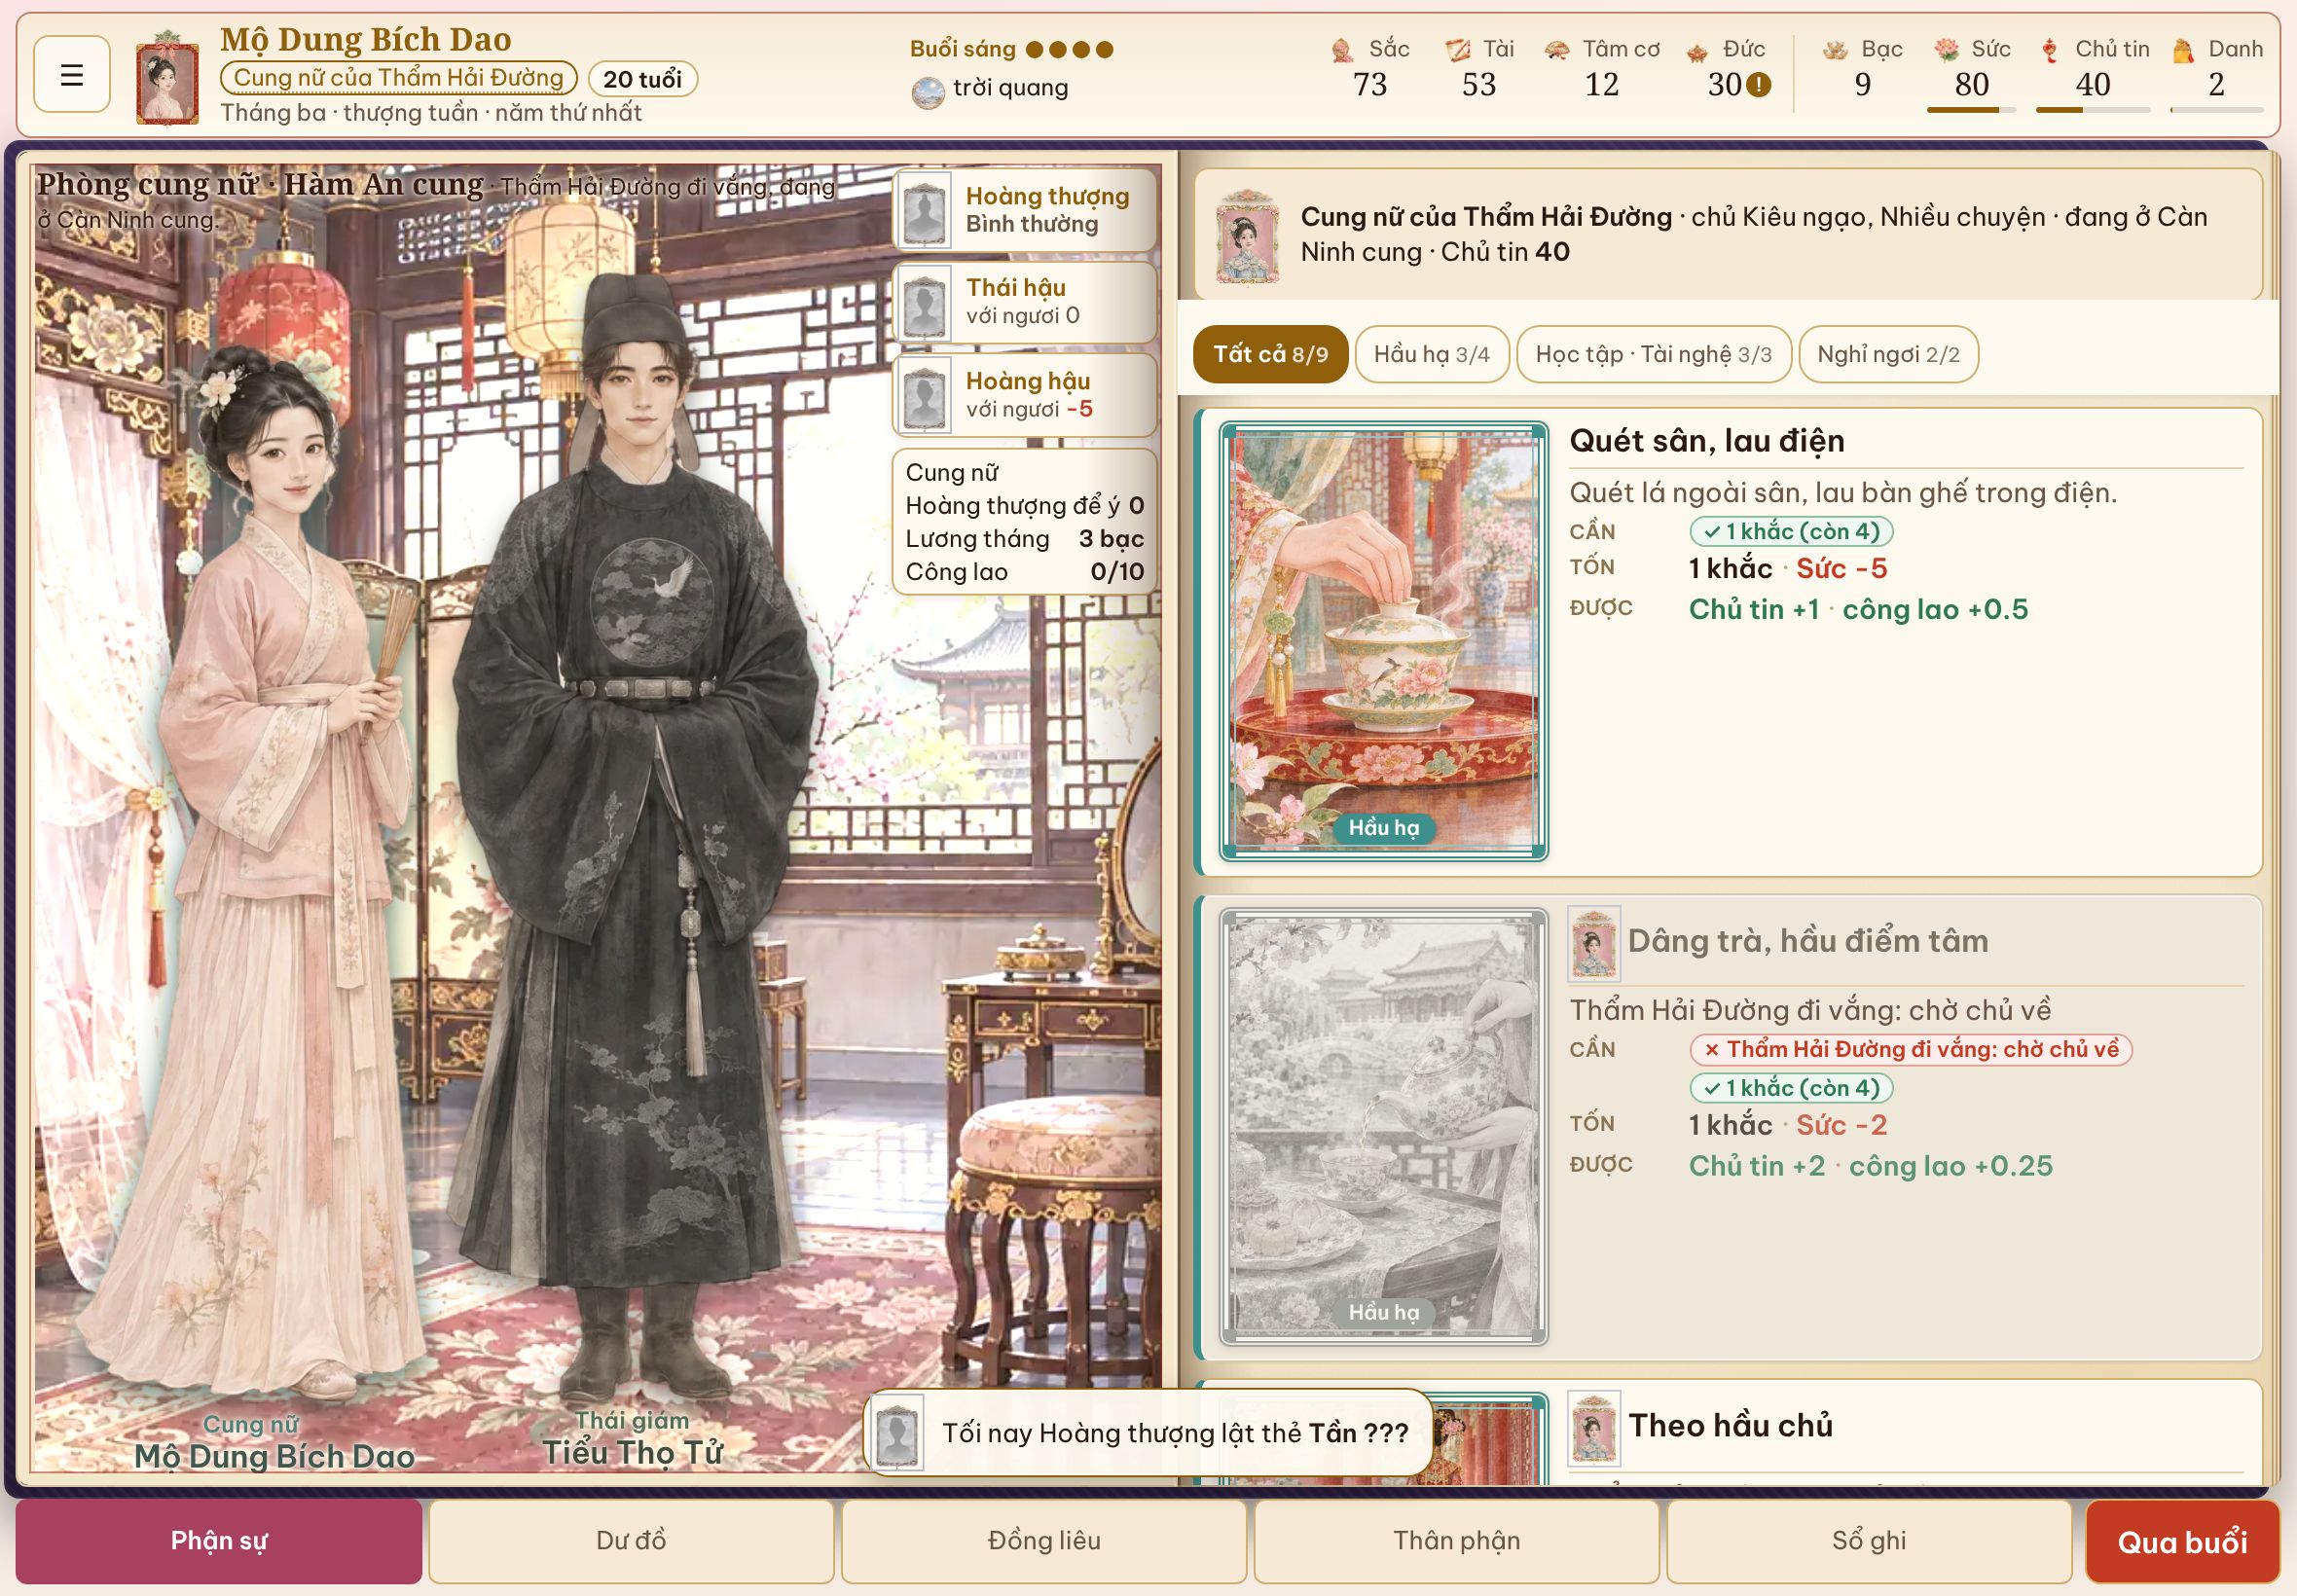 ☰
Mộ Dung Bích Dao
Cung nữ của Thẩm Hải Đường
20 tuổi
Tháng ba · thượng tuần · năm thứ nhất
Buổi sáng
trời quang
Sắc
73
Tài
53
Tâm cơ
12
Đức
30 !
Bạc
9
Sức
80
Chủ tin
40
Danh
2
Phòng cung nữ · Hàm An cung · Thẩm Hải Đường đi vắng, đang
ở Càn Ninh cung.
Hoàng thượng
Bình thường
Thái hậu
với ngươi 0
Hoàng hậu
với ngươi -5
Cung nữ
Hoàng thượng để ý 0
Lương tháng 3 bạc
Công lao 0/10
Cung nữ
Mộ Dung Bích Dao
Thái giám
Tiểu Thọ Tử
Cung nữ của Thẩm Hải Đường · chủ Kiêu ngạo, Nhiều chuyện · đang ở Càn
Ninh cung · Chủ tin 40
Tất cả 8/9
Hầu hạ 3/4
Học tập · Tài nghệ 3/3
Nghỉ ngơi 2/2
Hầu hạ
Quét sân, lau điện
Quét lá ngoài sân, lau bàn ghế trong điện.
CẦN ✓ 1 khắc (còn 4)
TỐN 1 khắc · Sức -5
ĐƯỢC Chủ tin +1 · công lao +0.5
Hầu hạ
Dâng trà, hầu điểm tâm
Thẩm Hải Đường đi vắng: chờ chủ về
CẦN × Thẩm Hải Đường đi vắng: chờ chủ về
✓ 1 khắc (còn 4)
TỐN 1 khắc · Sức -2
ĐƯỢC Chủ tin +2 · công lao +0.25
Theo hầu chủ
Tối nay Hoàng thượng lật thẻ Tần ???
Phận sự
Dư đồ
Đồng liêu
Thân phận
Sổ ghi
Qua buổi